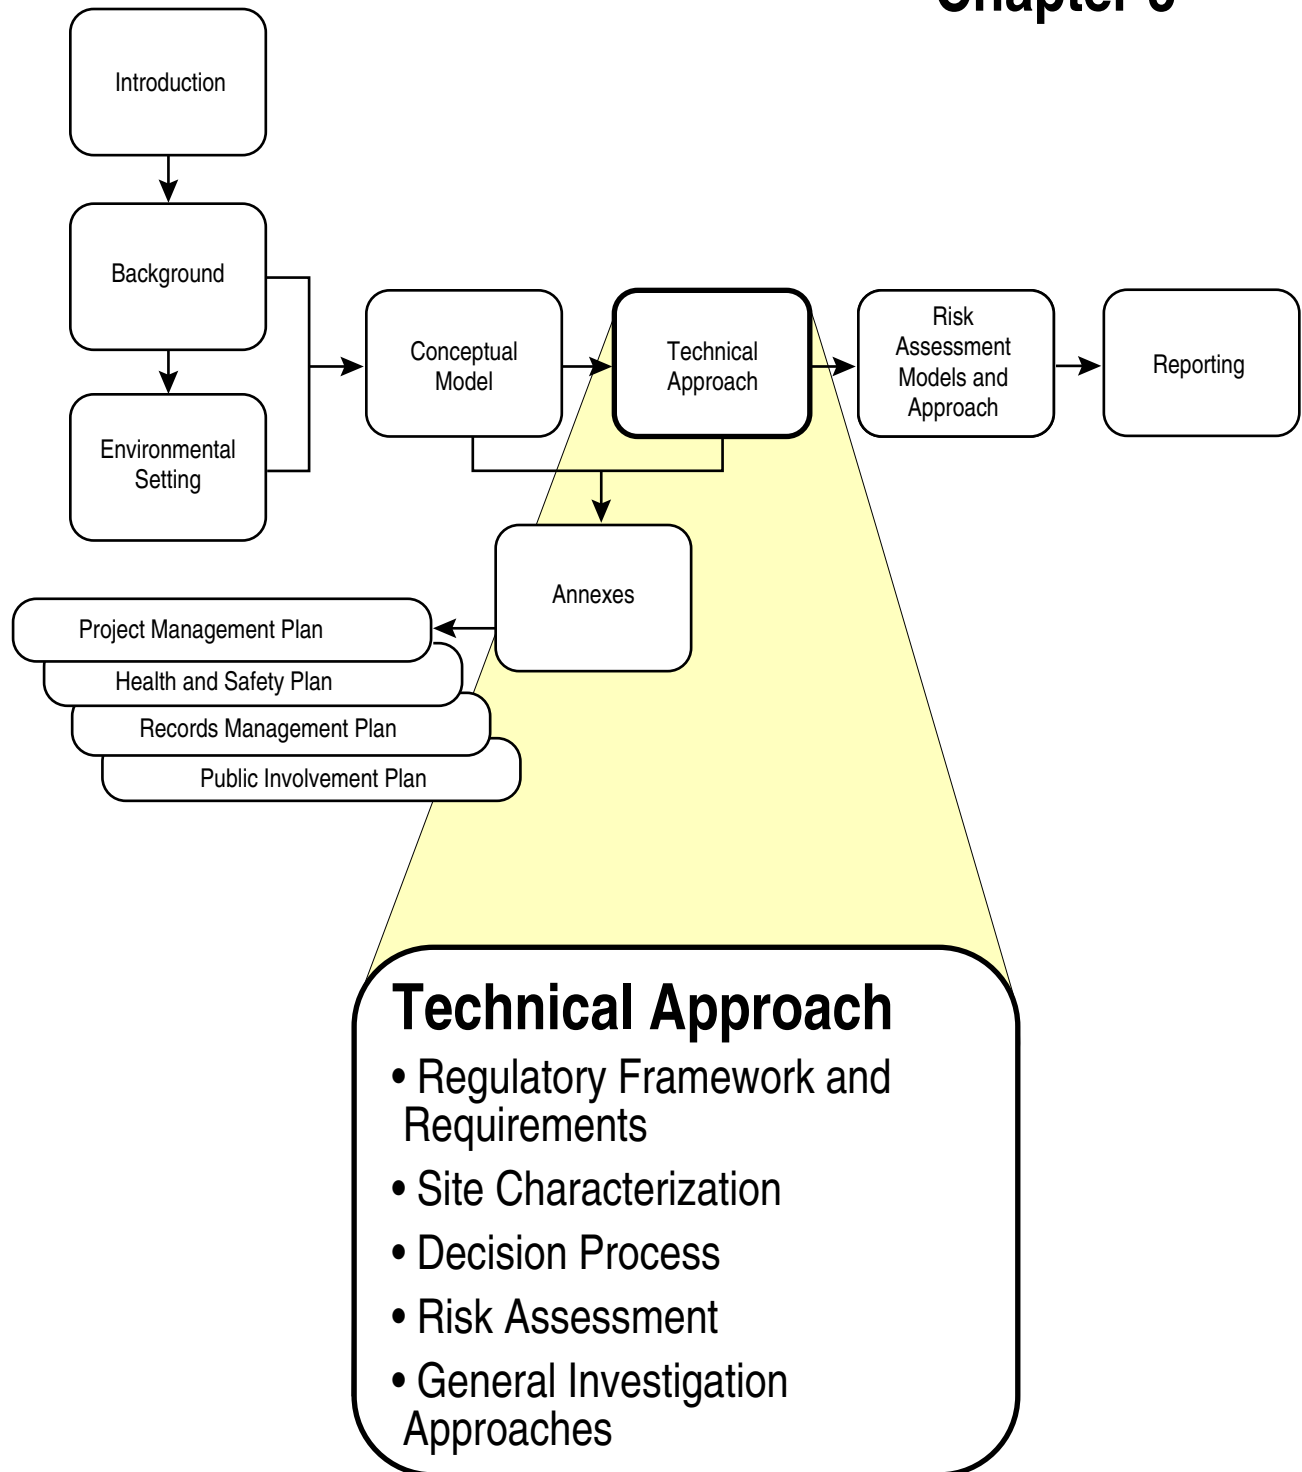 Introduction
Background
Environmental
Setting
Conceptual
Model
Technical
Approach
Risk
Assessment
Models and
Approach
Reporting
Annexes
Project Management Plan
Health and Safety Plan
Records Management Plan
Public Involvement Plan
Technical Approach
• Regulatory Framework and
Requirements
• Site Characterization
• Decision Process
• Risk Assessment
• General Investigation
Approaches